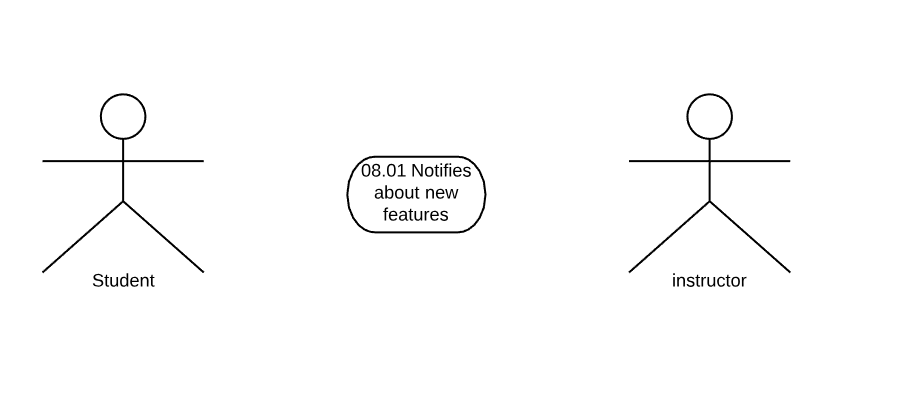 08.01 Notifies
about new
features
Student
instructor